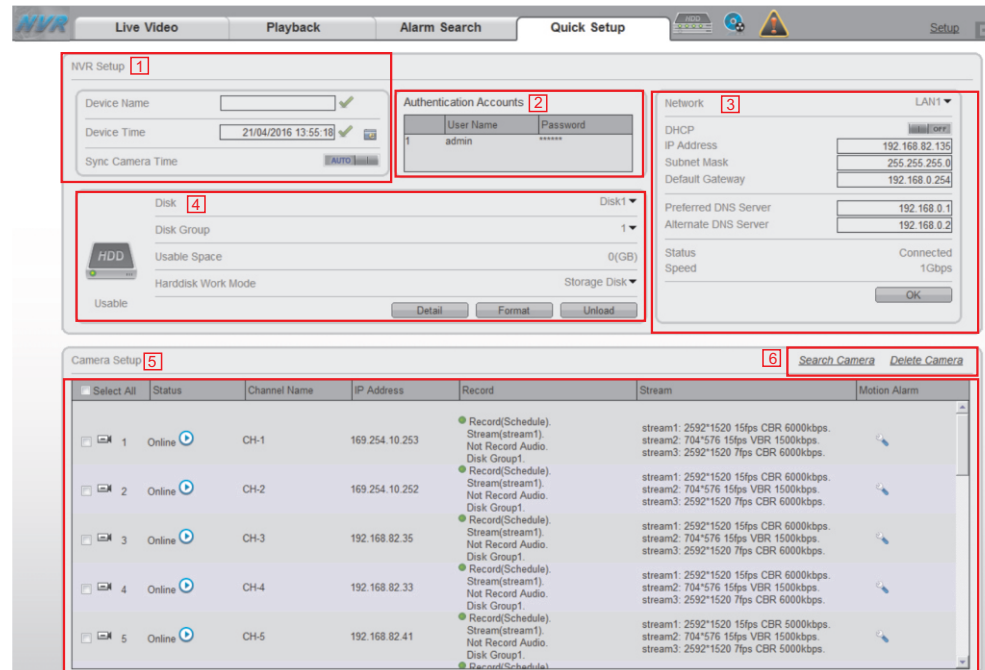 NVR Live Video Playback Alarm Search Quick Setup HDD Setup
NVR Setup 1
Device Name
Device Time 21/04/2016 13:55:18
Sync Camera Time AUTO
Authentication Accounts 2
User Name Password
1 admin ******
Network 3 LAN1
DHCP OFF
IP Address 192.168.82.135
Subnet Mask 255.255.255.0
Default Gateway 192.168.0.254
Preferred DNS Server 192.168.0.1
Alternate DNS Server 192.168.0.2
Status Connected
Speed 1Gbps
OK
Disk 4 Disk1
Disk Group 1
HDD Usable Space 0(GB)
Harddisk Work Mode Storage Disk
Usable
Detail Format Unload
Camera Setup 5
6 Search Camera Delete Camera
Select All Status Channel Name IP Address Record Stream Motion Alarm
1 Online CH-1 169.254.10.253
Record(Schedule).
Stream(stream1).
Not Record Audio.
Disk Group1.
stream1: 2592*1520 15fps CBR 6000kbps.
stream2: 704*576 15fps VBR 1500kbps.
stream3: 2592*1520 7fps CBR 6000kbps.
2 Online CH-2 169.254.10.252
Record(Schedule).
Stream(stream1).
Not Record Audio.
Disk Group1.
stream1: 2592*1520 15fps CBR 6000kbps.
stream2: 704*576 15fps VBR 1500kbps.
stream3: 2592*1520 7fps CBR 6000kbps.
3 Online CH-3 192.168.82.35
Record(Schedule).
Stream(stream1).
Not Record Audio.
Disk Group1.
stream1: 2592*1520 15fps CBR 6000kbps.
stream2: 704*576 15fps VBR 1500kbps.
stream3: 2592*1520 7fps CBR 6000kbps.
4 Online CH-4 192.168.82.33
Record(Schedule).
Stream(stream1).
Not Record Audio.
Disk Group1.
stream1: 2592*1520 15fps CBR 6000kbps.
stream2: 704*576 15fps VBR 1500kbps.
stream3: 2592*1520 7fps CBR 6000kbps.
5 Online CH-5 192.168.82.41
Record(Schedule).
Stream(stream1).
Not Record Audio.
Disk Group1.
stream1: 2592*1520 15fps CBR 5000kbps.
stream2: 704*576 15fps VBR 1500kbps.
stream3: 2592*1520 7fps CBR 5000kbps.
Record(Schedule)